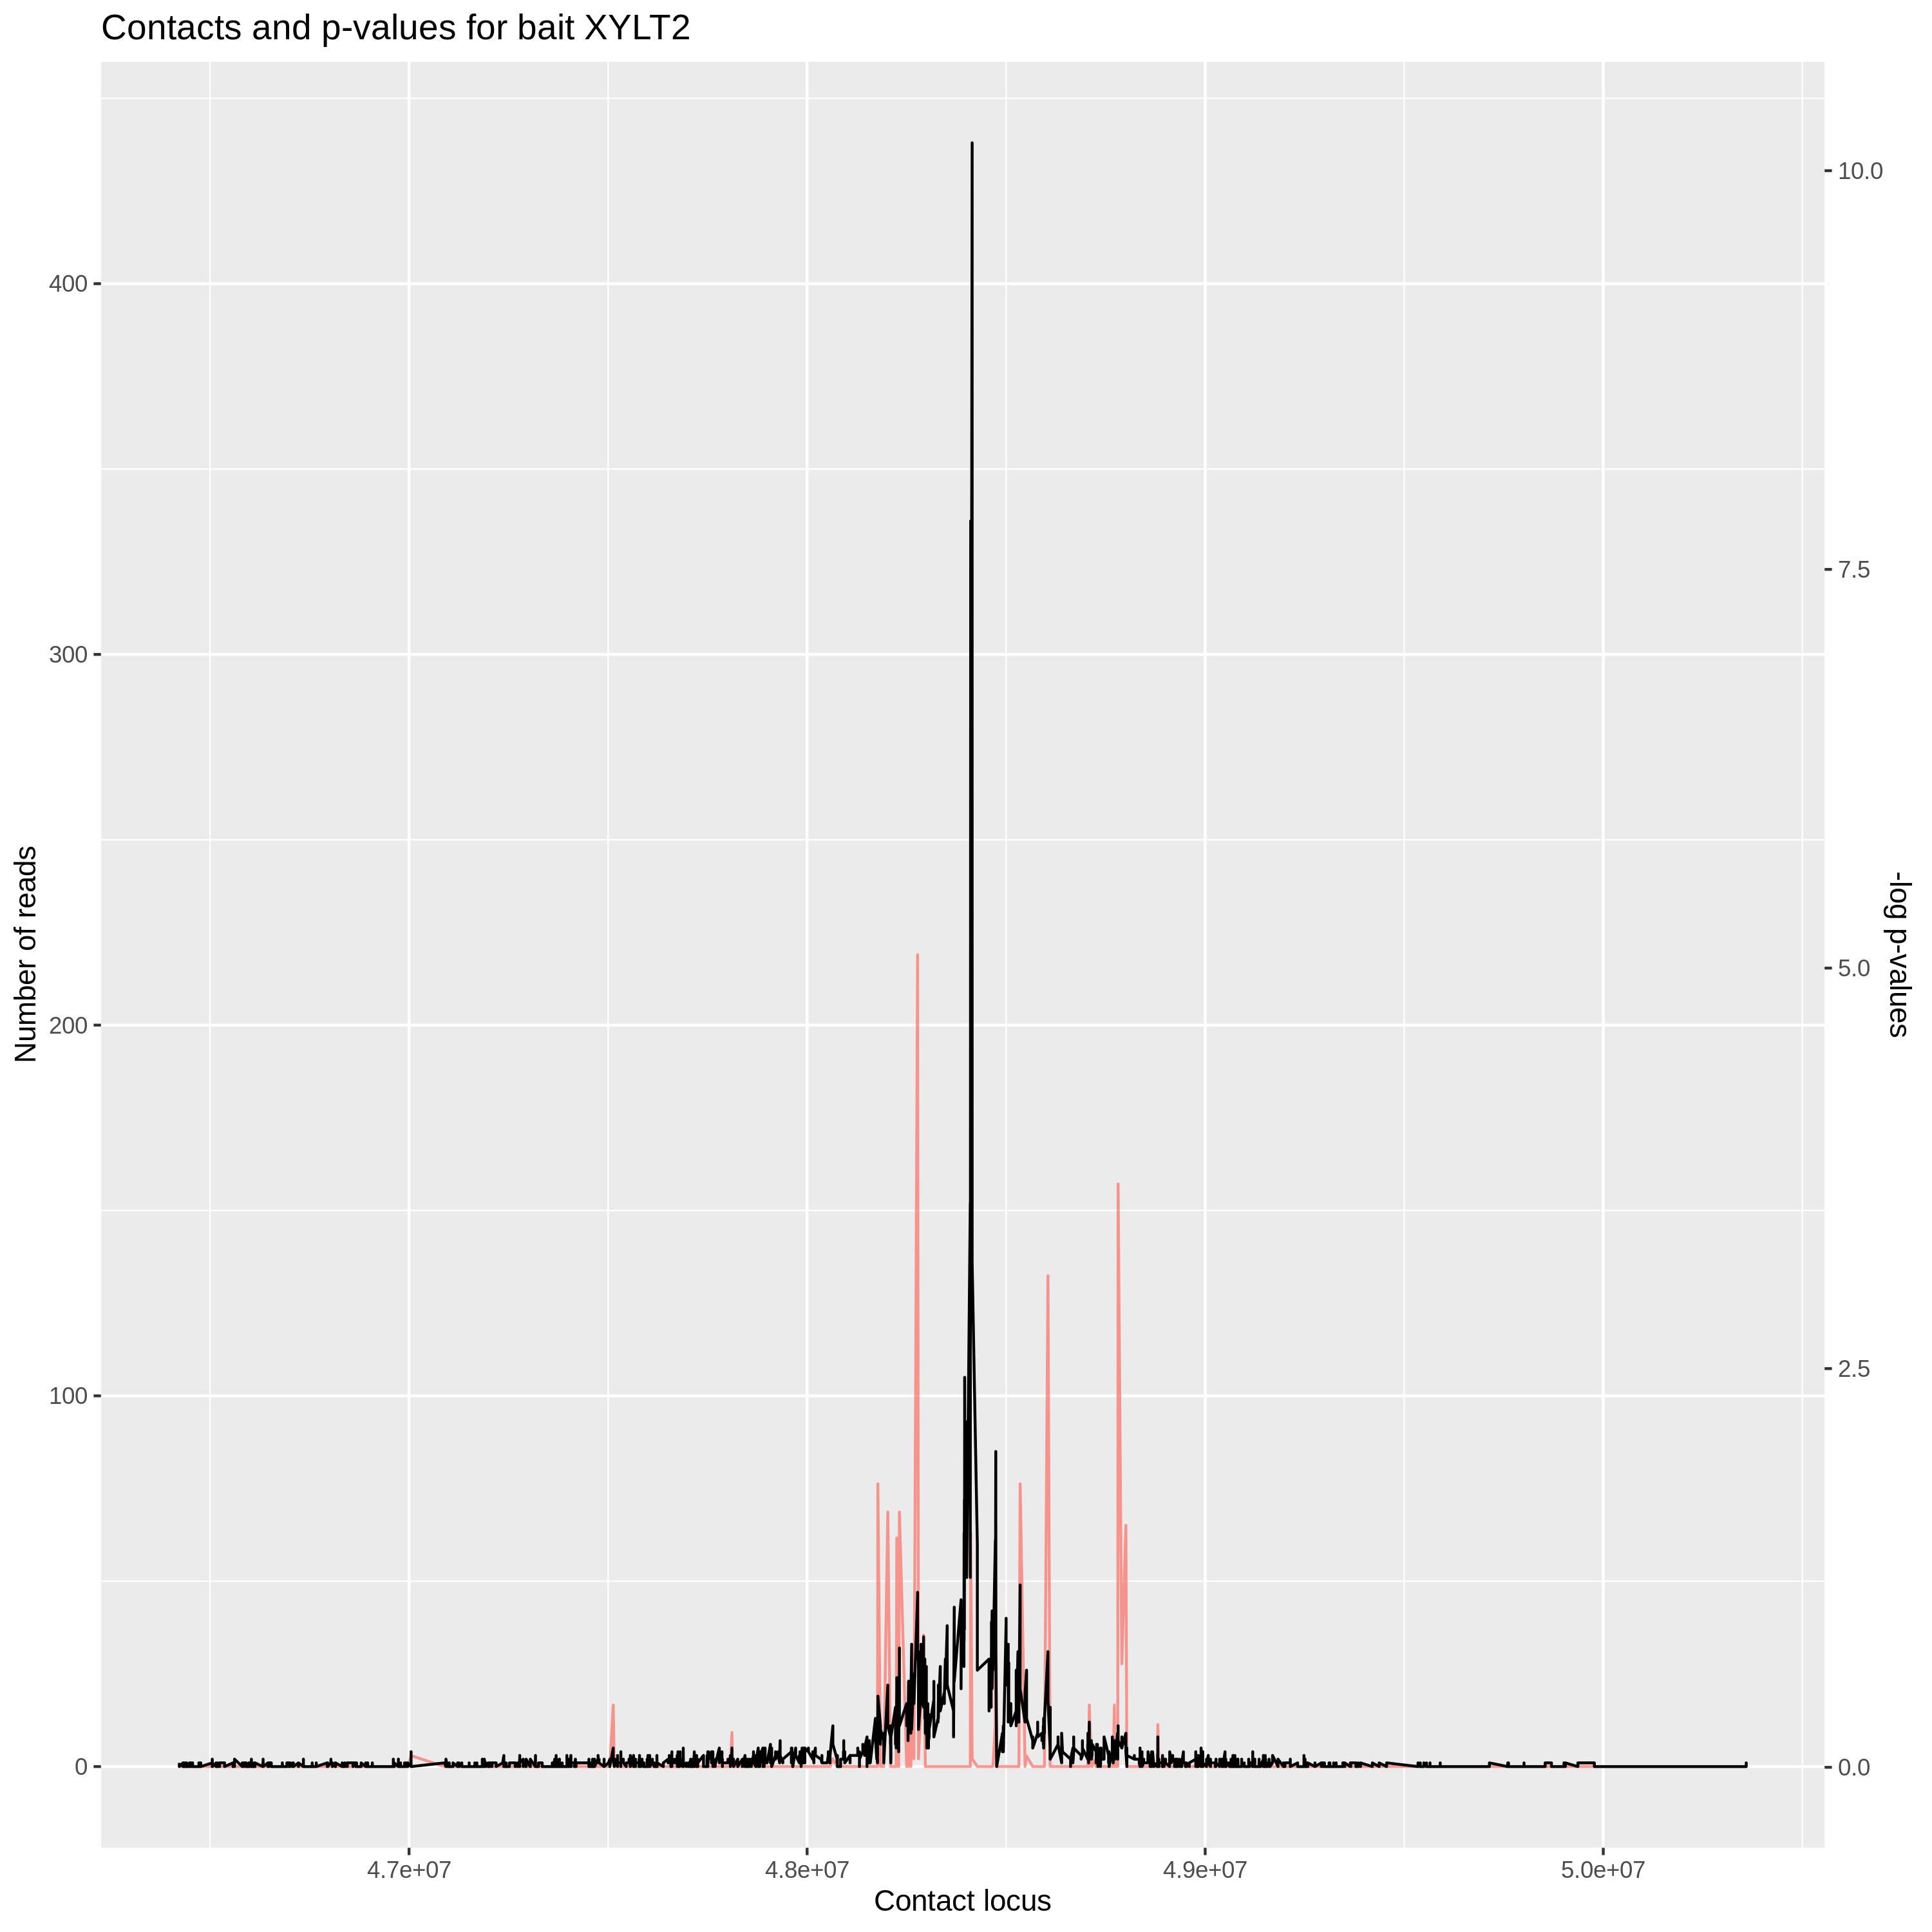 Contacts and p-values for bait XYLT2
Number of reads
400
300
200
100
0
10.0
7.5
5.0
2.5
0.0
-log p-values
4.7e+07
4.8e+07
4.9e+07
5.0e+07
Contact locus